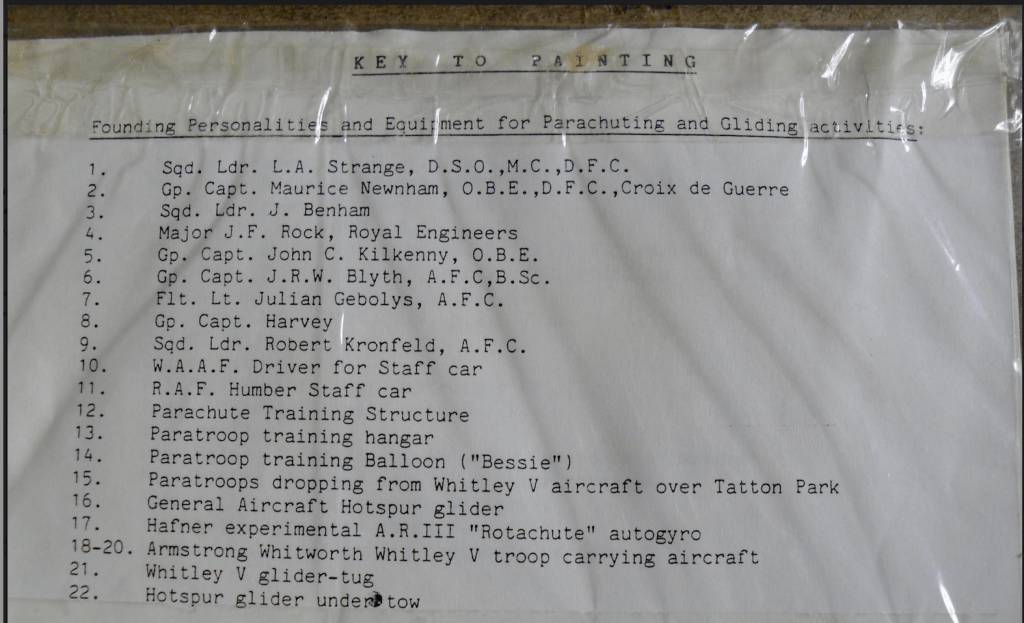 KEY TO PAINTING
Founding Personalities and Equipment for Parachuting and Gliding activities:
1. Sqd. Ldr. L.A. Strange, D.S.O.,M.C.,D.F.C.
2. Gp. Capt. Maurice Newnham, O.B.E.,D.F.C.,Croix de Guerre
3. Sqd. Ldr. J. Benham
4. Major J.F. Rock, Royal Engineers
5. Gp. Capt. John C. Kilkenny, O.B.E.
6. Gp. Capt. J.R.W. Blyth, A.F.C,B.Sc.
7. Flt. Lt. Julian Gebolys, A.F.C.
8. Gp. Capt. Harvey
9. Sqd. Ldr. Robert Kronfeld, A.F.C.
10. W.A.A.F. Driver for Staff car
11. R.A.F. Humber Staff car
12. Parachute Training Structure
13. Paratroop training hangar
14. Paratroop training Balloon ("Bessie")
15. Paratroops dropping from Whitley V aircraft over Tatton Park
16. General Aircraft Hotspur glider
17. Hafner experimental A.R.III "Rotachute" autogyro
18-20. Armstrong Whitworth Whitley V troop carrying aircraft
21. Whitley V glider-tug
22. Hotspur glider under tow